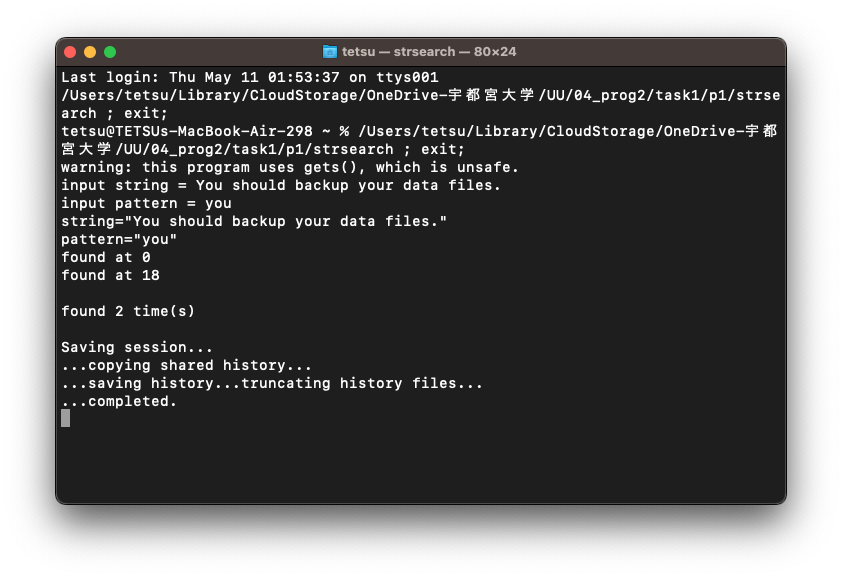 tetsu — strsearch — 80×24
Last login: Thu May 11 01:53:37 on ttys001
/Users/tetsu/Library/CloudStorage/OneDrive-宇都宮大学/UU/04_prog2/task1/p1/strse
arch ; exit;
tetsu@TETSUs-MacBook-Air-298 ~ % /Users/tetsu/Library/CloudStorage/OneDrive-宇都
宮大学/UU/04_prog2/task1/p1/strsearch ; exit;
warning: this program uses gets(), which is unsafe.
input string = You should backup your data files.
input pattern = you
string="You should backup your data files."
pattern="you"
found at 0
found at 18
found 2 time(s)
Saving session...
...copying shared history...
...saving history...truncating history files...
...completed.